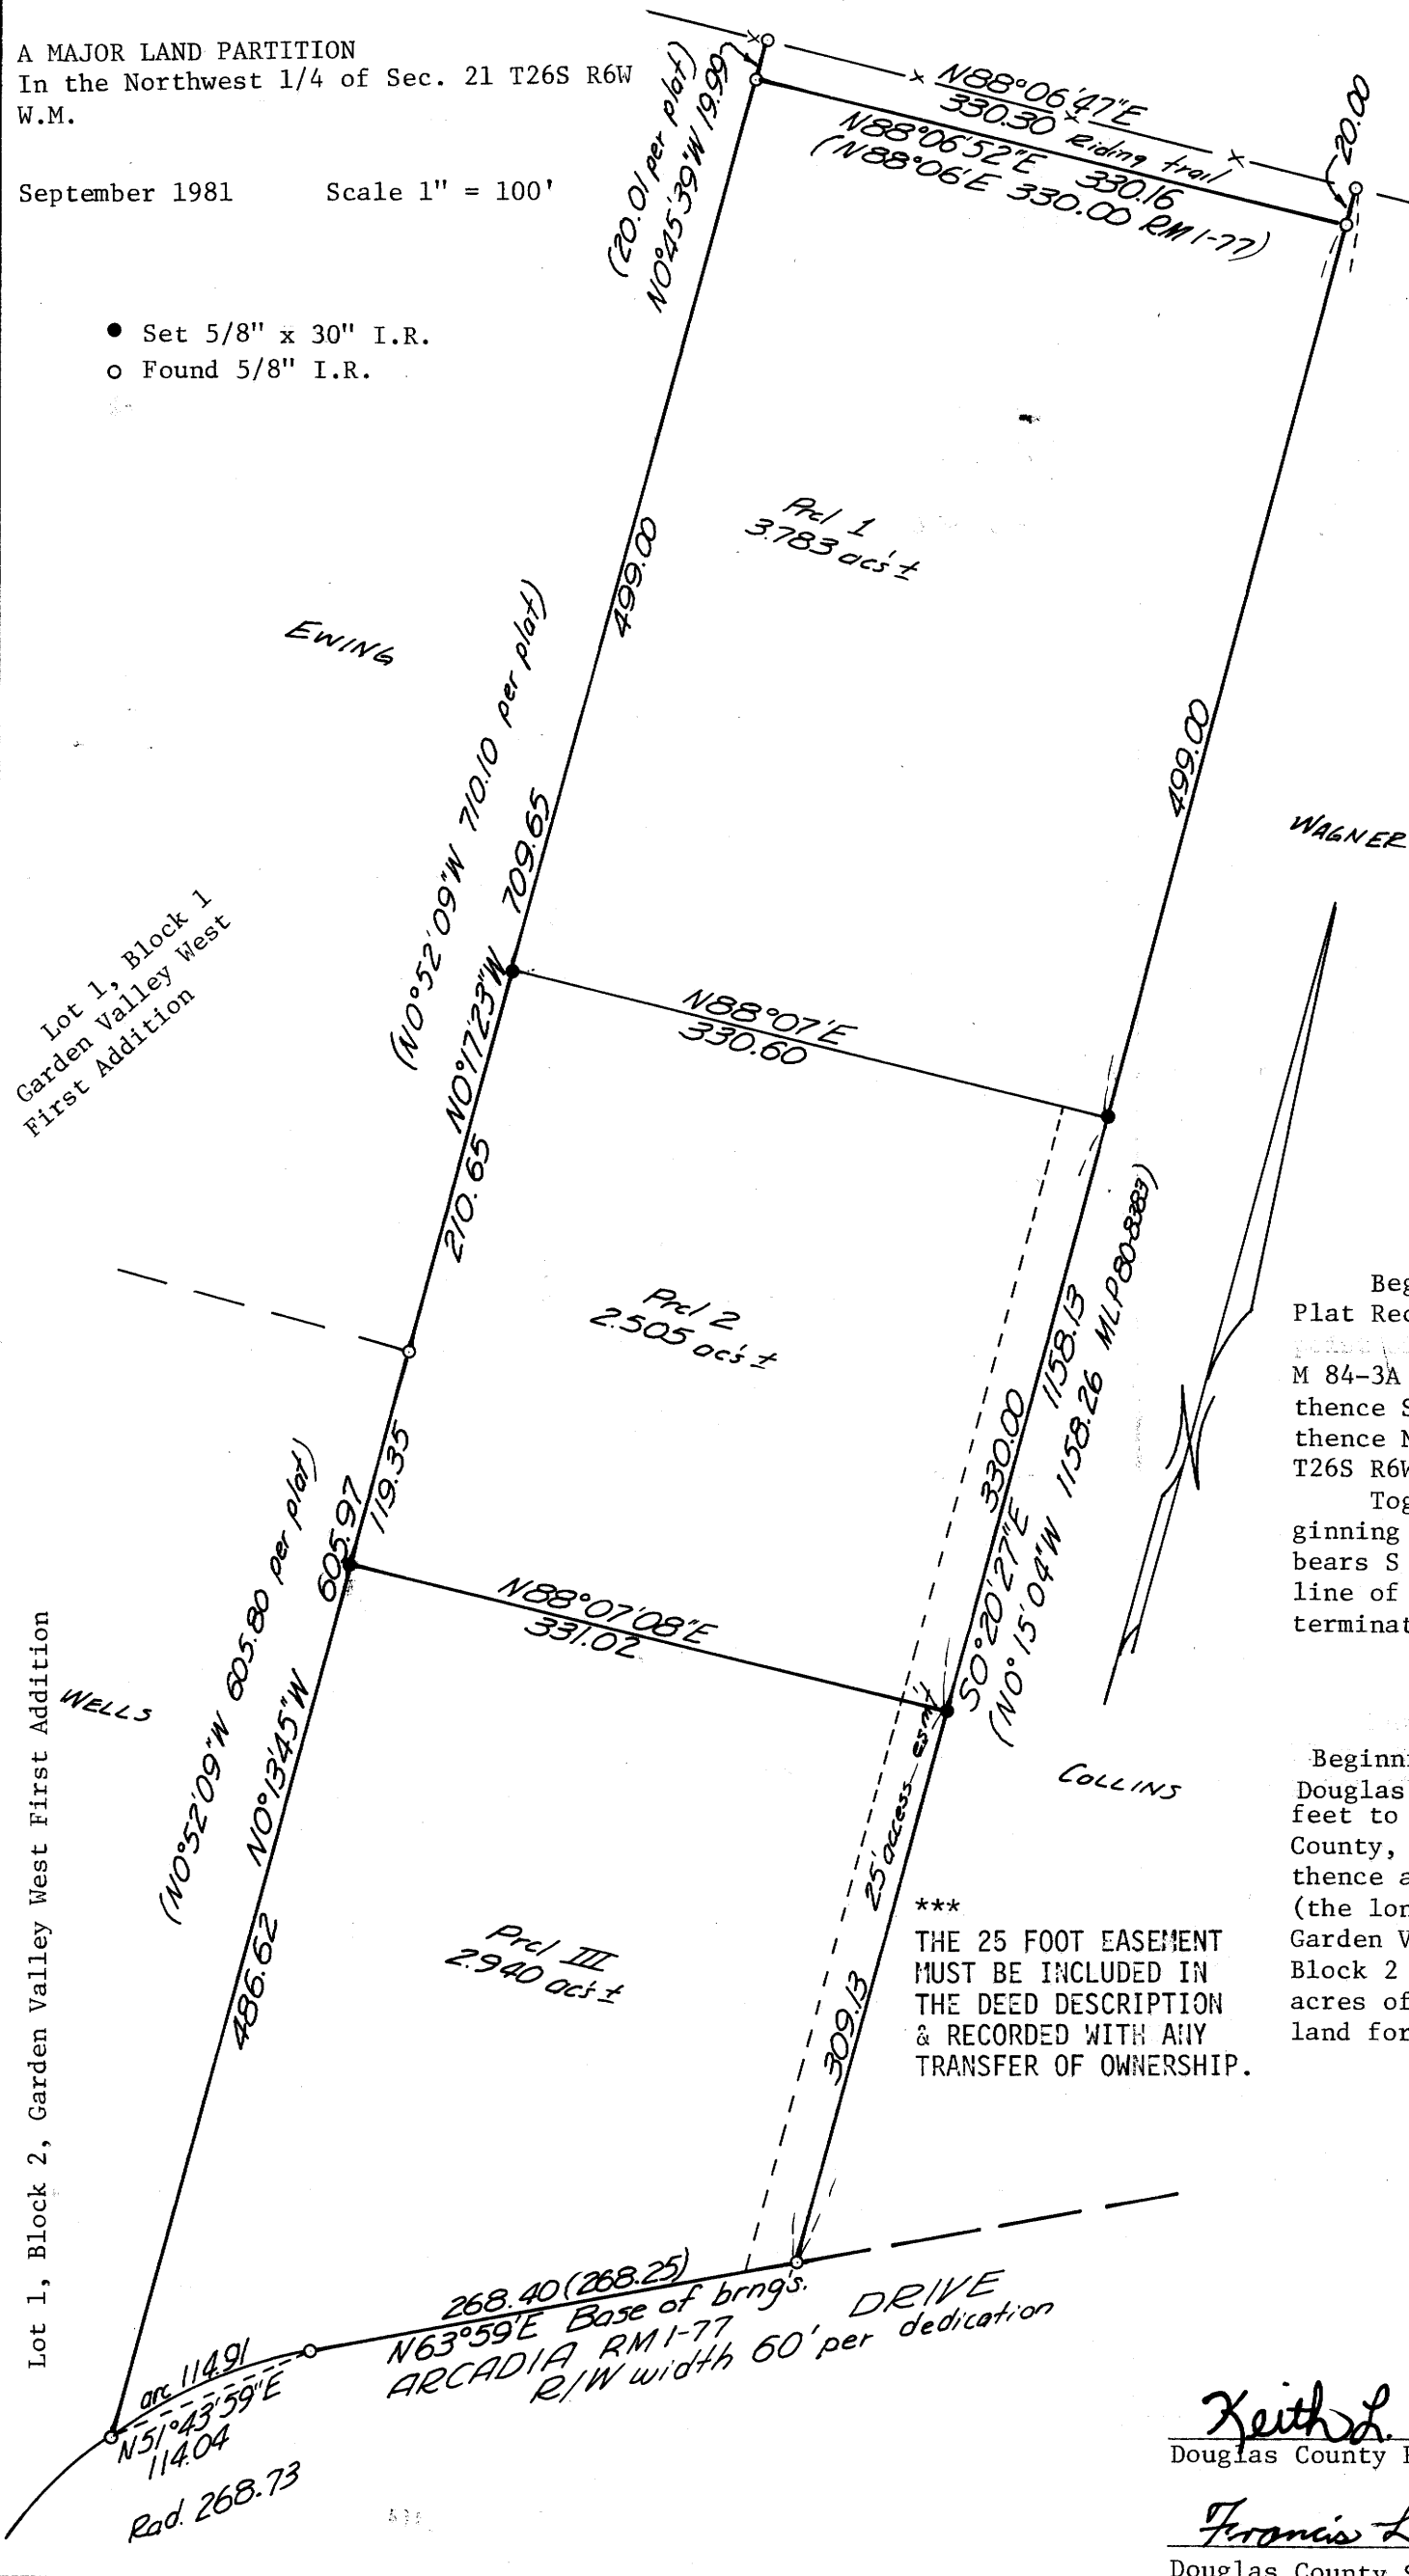 A MAJOR LAND PARTITION
In the Northwest 1/4 of Sec. 21 T26S R6W
W.M.
September 1981 Scale 1" = 100'
● Set 5/8" x 30" I.R.
o Found 5/8" I.R.
(20.01 per plat)
N0°45'39"W 19.99
N88°06'47"E
330.30
Riding trail
N88°06'52"E 330.16
(N88°06'E 330.00 RM 1-77)
20.00
Prcl 1
3.783 ac's ±
499.00
499.00
EWING
WAGNER
(N0°52'09"W 710.10 per plat)
N0°17'23"W 709.65
Lot 1, Block 1
Garden Valley West
First Addition
N88°07'E
330.60
210.65
Prcl 2
2.505 ac's ±
119.35
605.97
(N0°52'09"W 605.80 per plat)
N0°13'45"W
330.00
S0°20'27"E 1158.13
(N0°15'04"W 1158.26 MLP80-8383)
N
N88°07'08"E
331.02
WELLS
COLLINS
Lot 1, Block 2, Garden Valley West First Addition
486.62
Prcl III
2.940 ac's ±
25' access esm't
309.13
***
THE 25 FOOT EASEMENT
MUST BE INCLUDED IN
THE DEED DESCRIPTION
& RECORDED WITH ANY
TRANSFER OF OWNERSHIP.
268.40 (268.25)
N63°59'E Base of brng's.
ARCADIA RM 1-77 DRIVE
R/W width 60' per dedication
arc 114.91
N51°43'59"E
114.04
Rad. 268.73
Beg
Plat Rec
M 84-3A
thence S
thence N
T26S R6W
Tog
ginning
bears S
line of
terminat
Beginni
Douglas
feet to
County,
thence a
(the lon
Garden V
Block 2
acres of
land for
Keith L.
Douglas County
Francis L
Douglas County